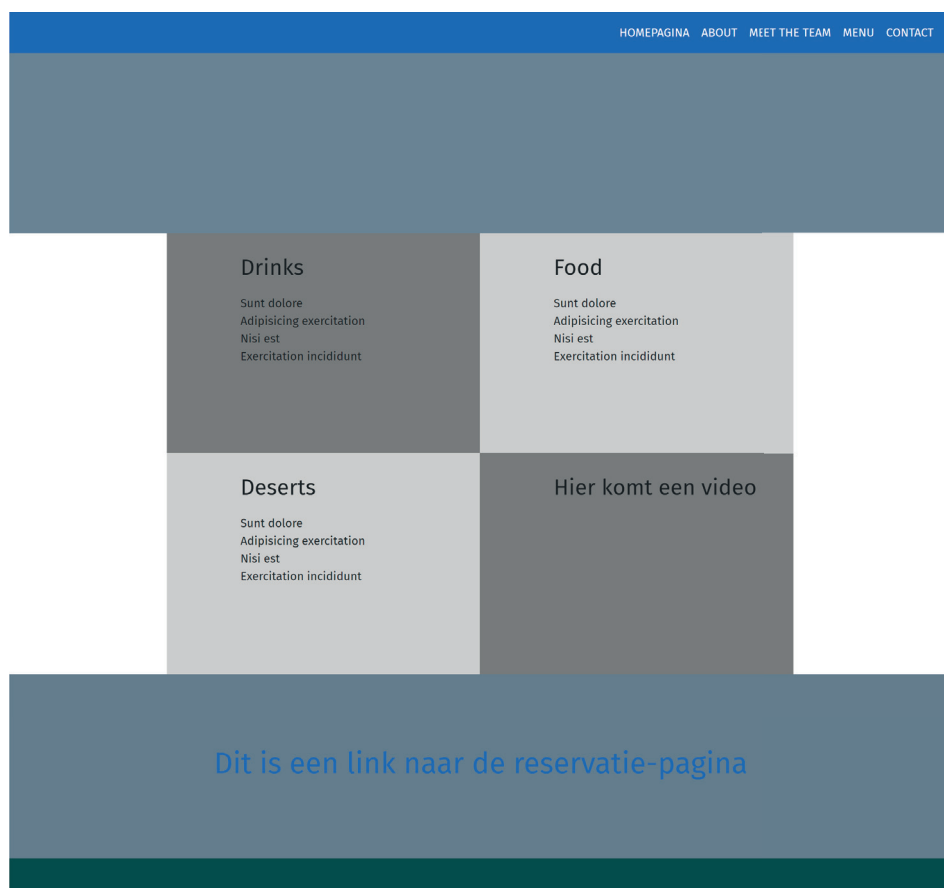 HOMEPAGINA ABOUT MEET THE TEAM MENU CONTACT
Drinks
Sunt dolore
Adipisicing exercitation
Nisi est
Exercitation incididunt
Food
Sunt dolore
Adipisicing exercitation
Nisi est
Exercitation incididunt
Deserts
Sunt dolore
Adipisicing exercitation
Nisi est
Exercitation incididunt
Hier komt een video
Dit is een link naar de reservatie-pagina